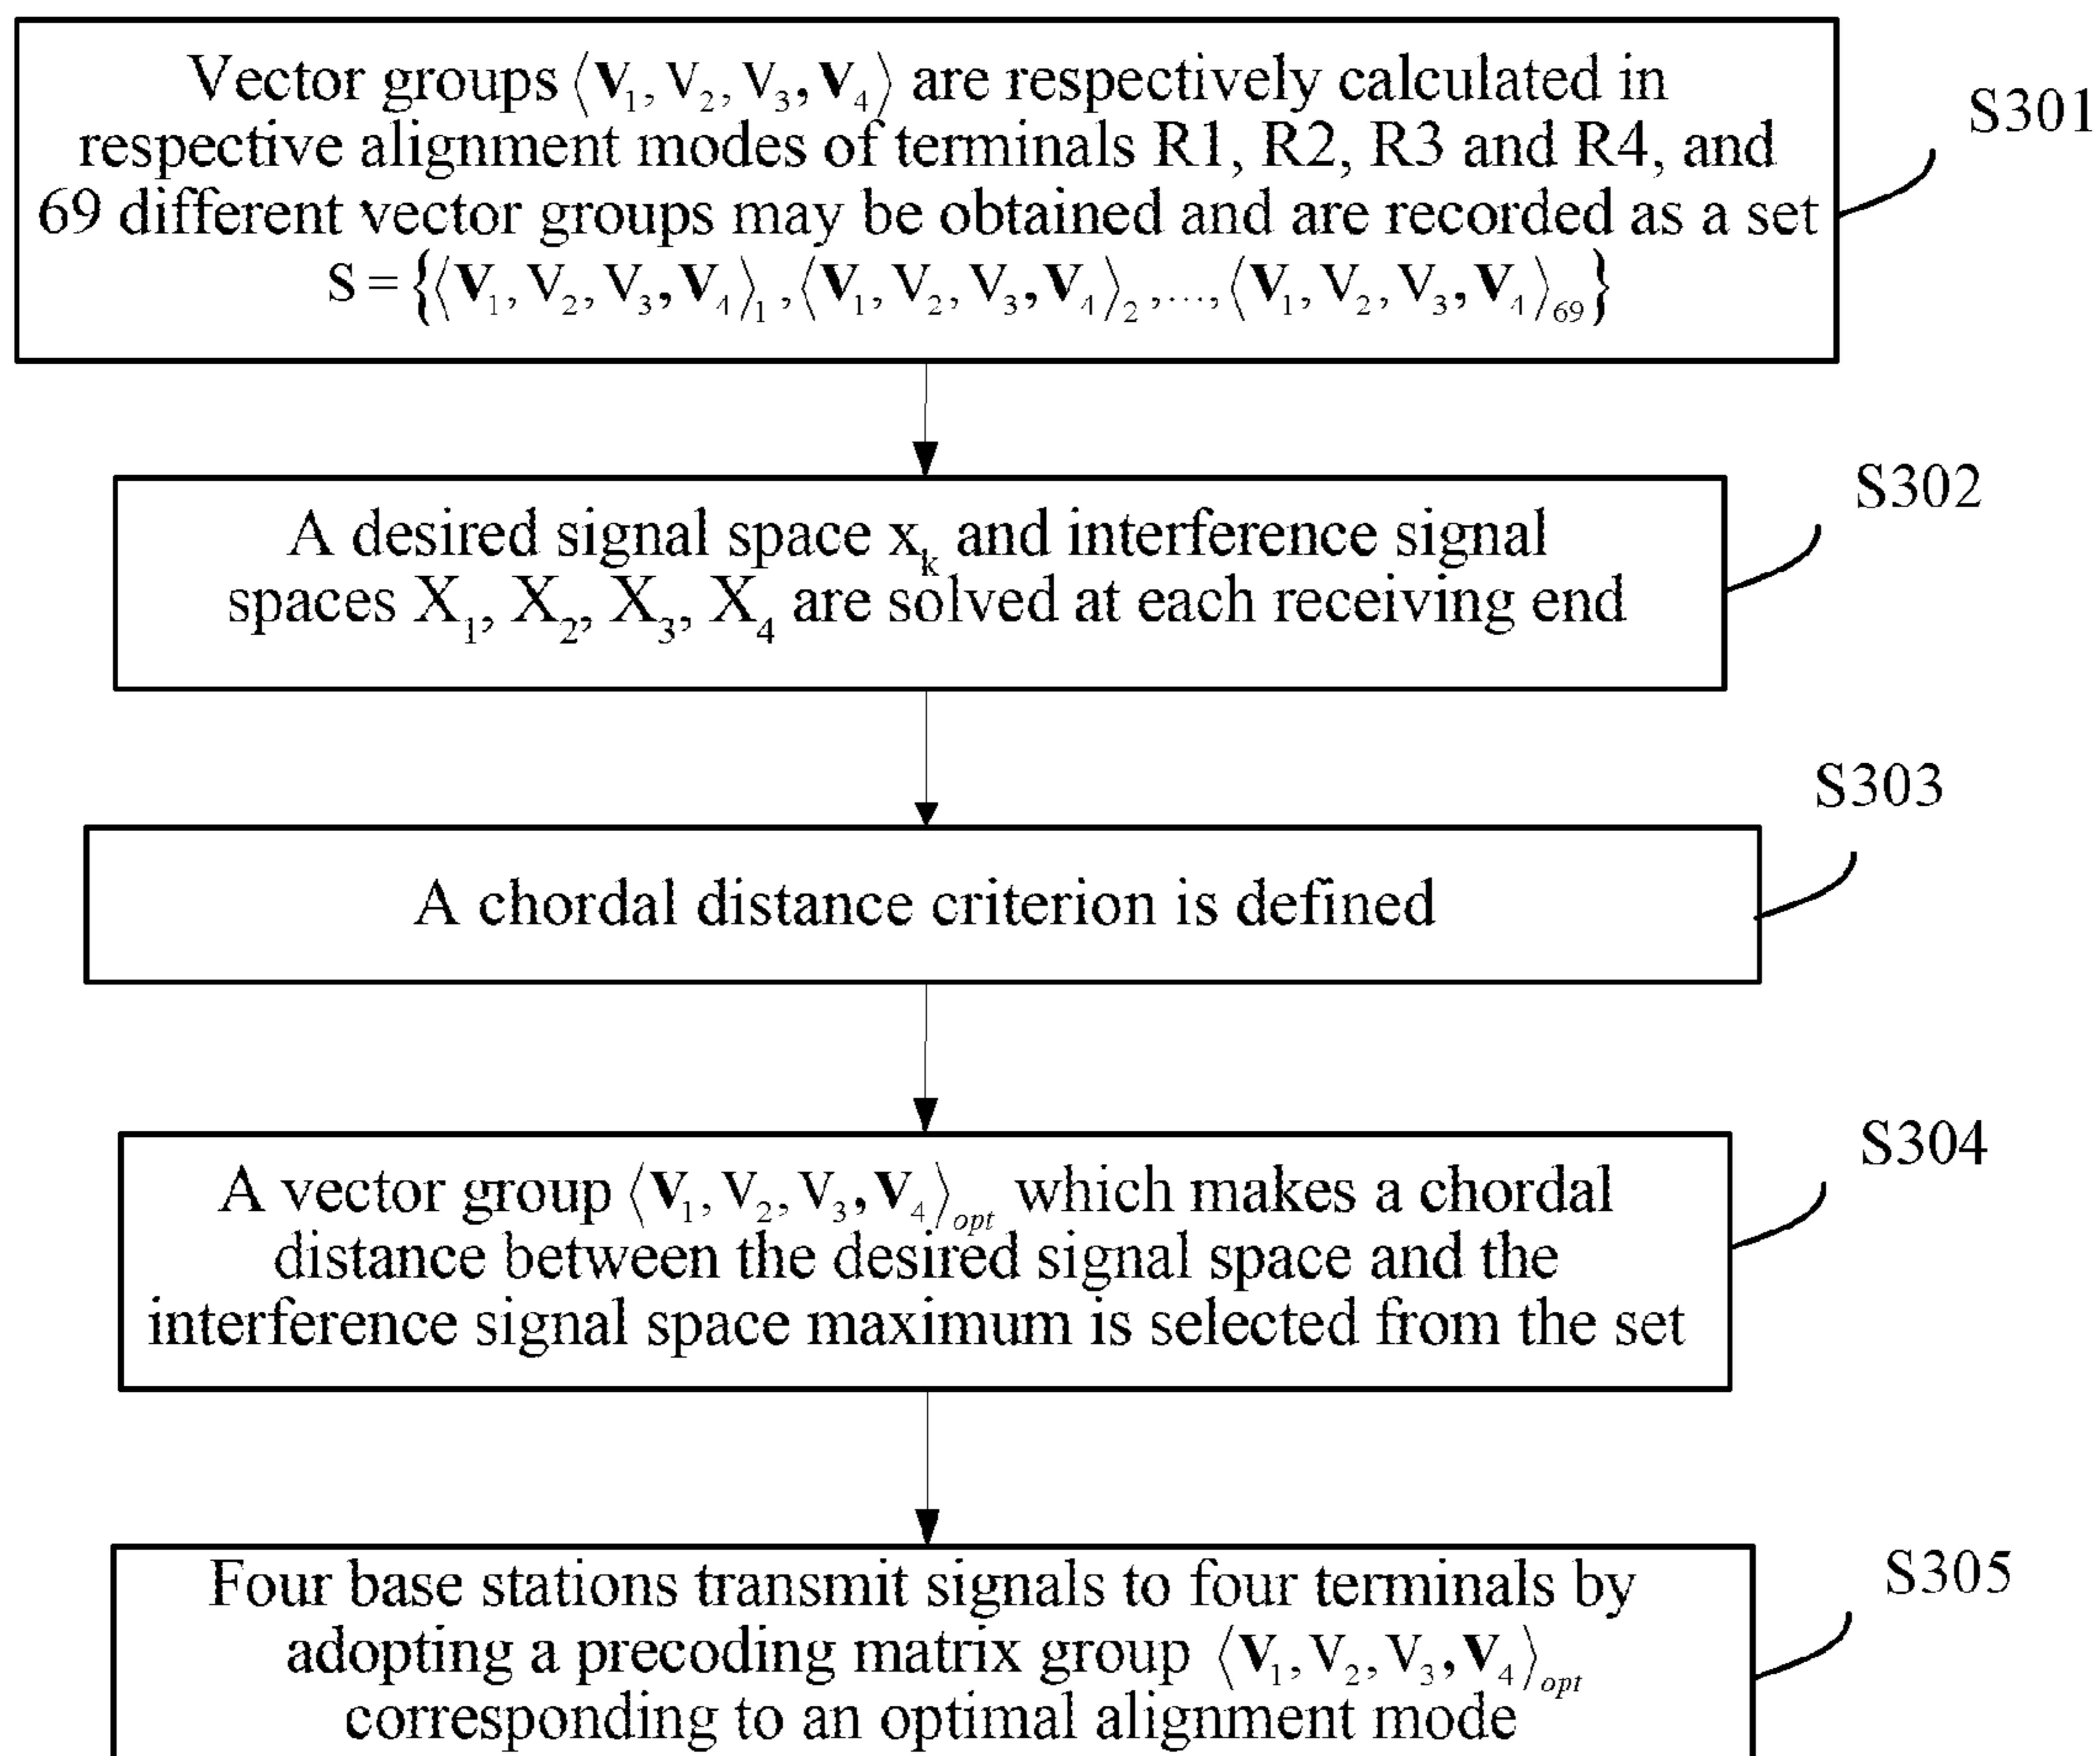 Vector groups ⟨V₁, V₂, V₃, V₄⟩ are respectively calculated in
respective alignment modes of terminals R1, R2, R3 and R4, and
69 different vector groups may be obtained and are recorded as a set
S = {⟨V₁, V₂, V₃, V₄⟩₁, ⟨V₁, V₂, V₃, V₄⟩₂, ..., ⟨V₁, V₂, V₃, V₄⟩₆₉}
S301
A desired signal space xₖ and interference signal
spaces X₁, X₂, X₃, X₄ are solved at each receiving end
S302
A chordal distance criterion is defined
S303
A vector group ⟨V₁, V₂, V₃, V₄⟩opt which makes a chordal
distance between the desired signal space and the
interference signal space maximum is selected from the set
S304
Four base stations transmit signals to four terminals by
adopting a precoding matrix group ⟨V₁, V₂, V₃, V₄⟩opt
corresponding to an optimal alignment mode
S305